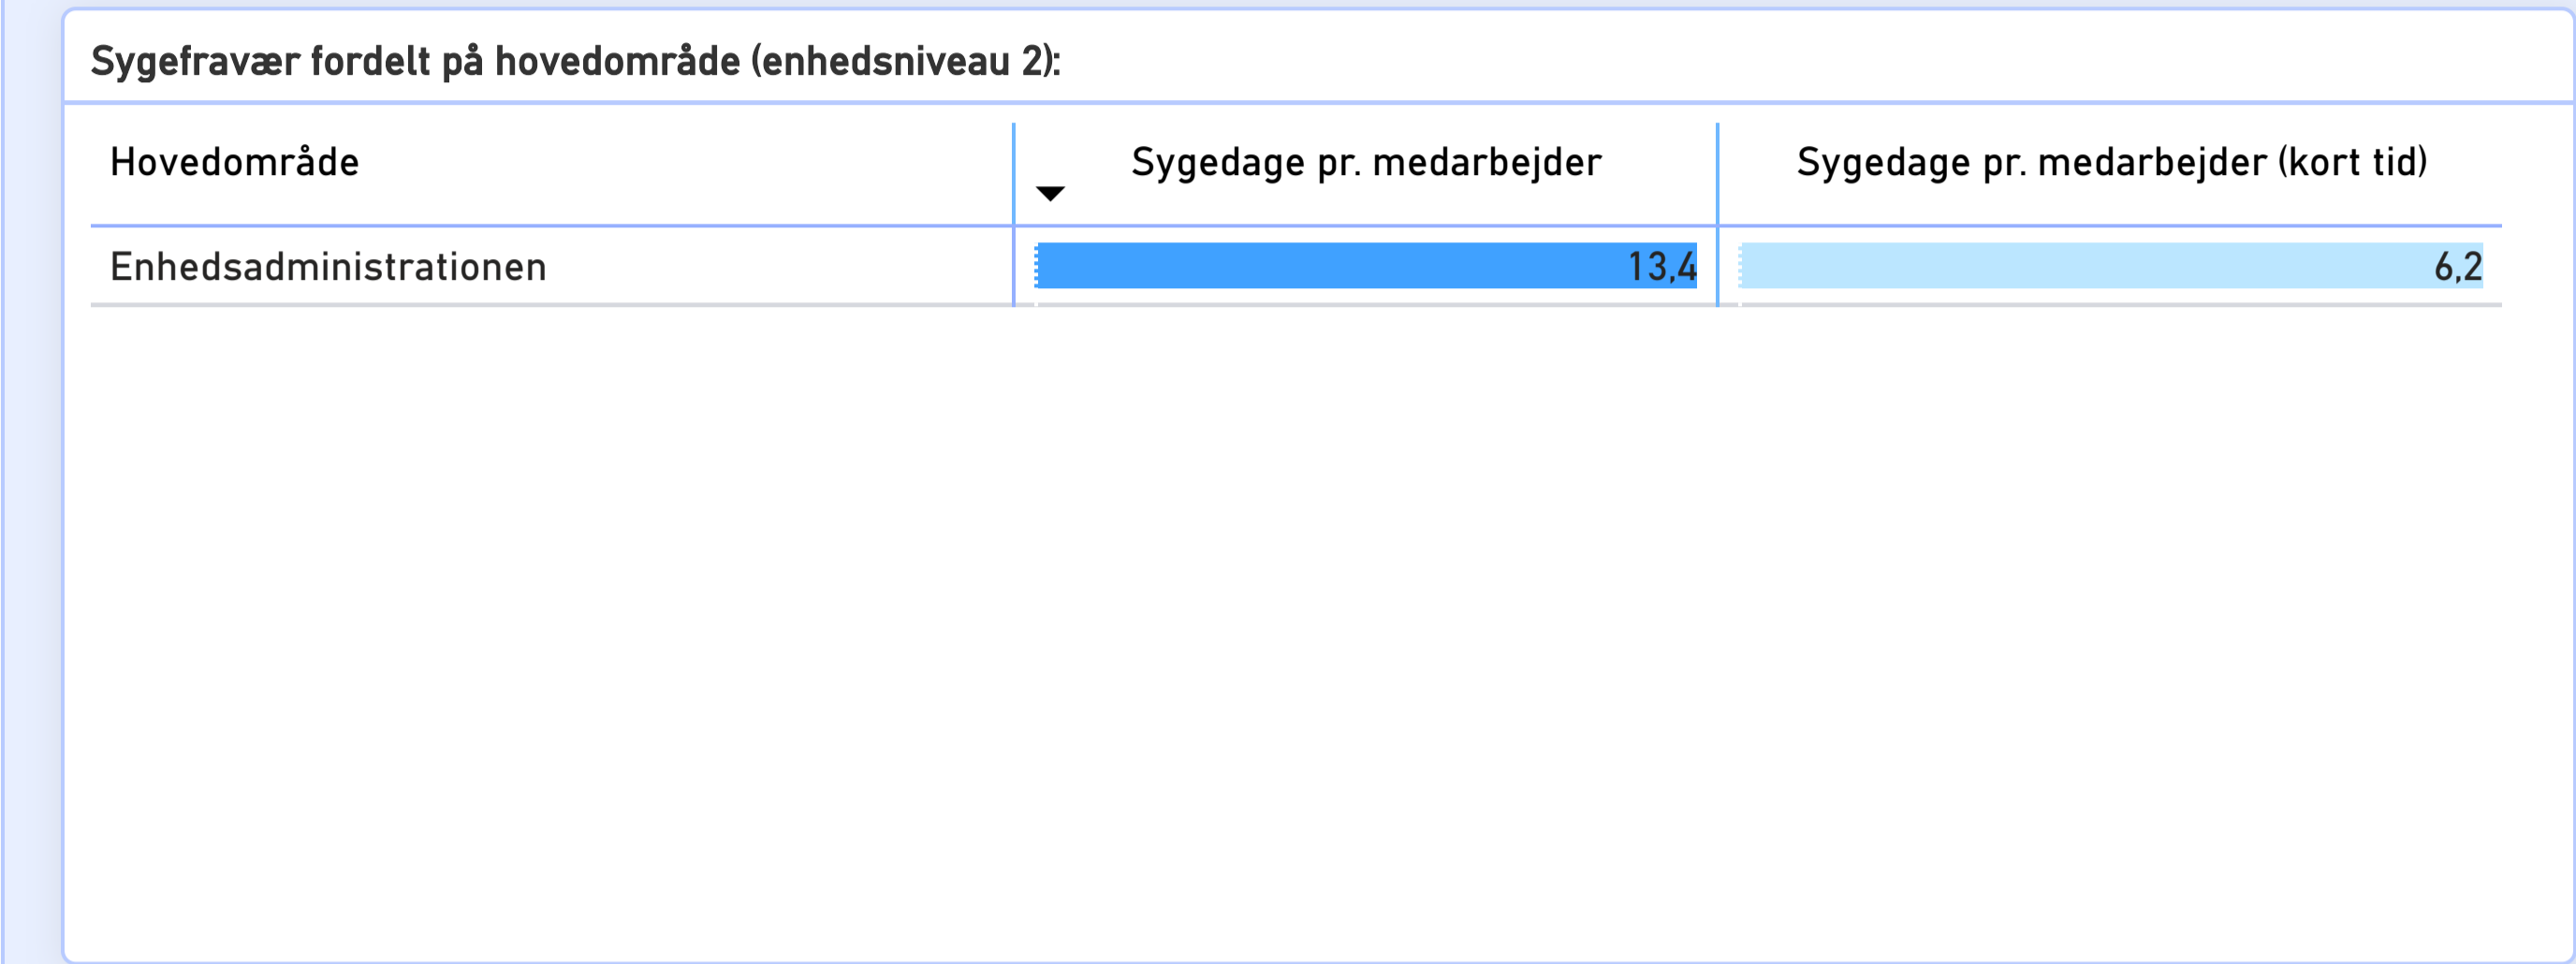 Sygefravær fordelt på hovedområde (enhedsniveau 2):
Hovedområde Sygedage pr. medarbejder Sygedage pr. medarbejder (kort tid)
Enhedsadministrationen 13,4 6,2